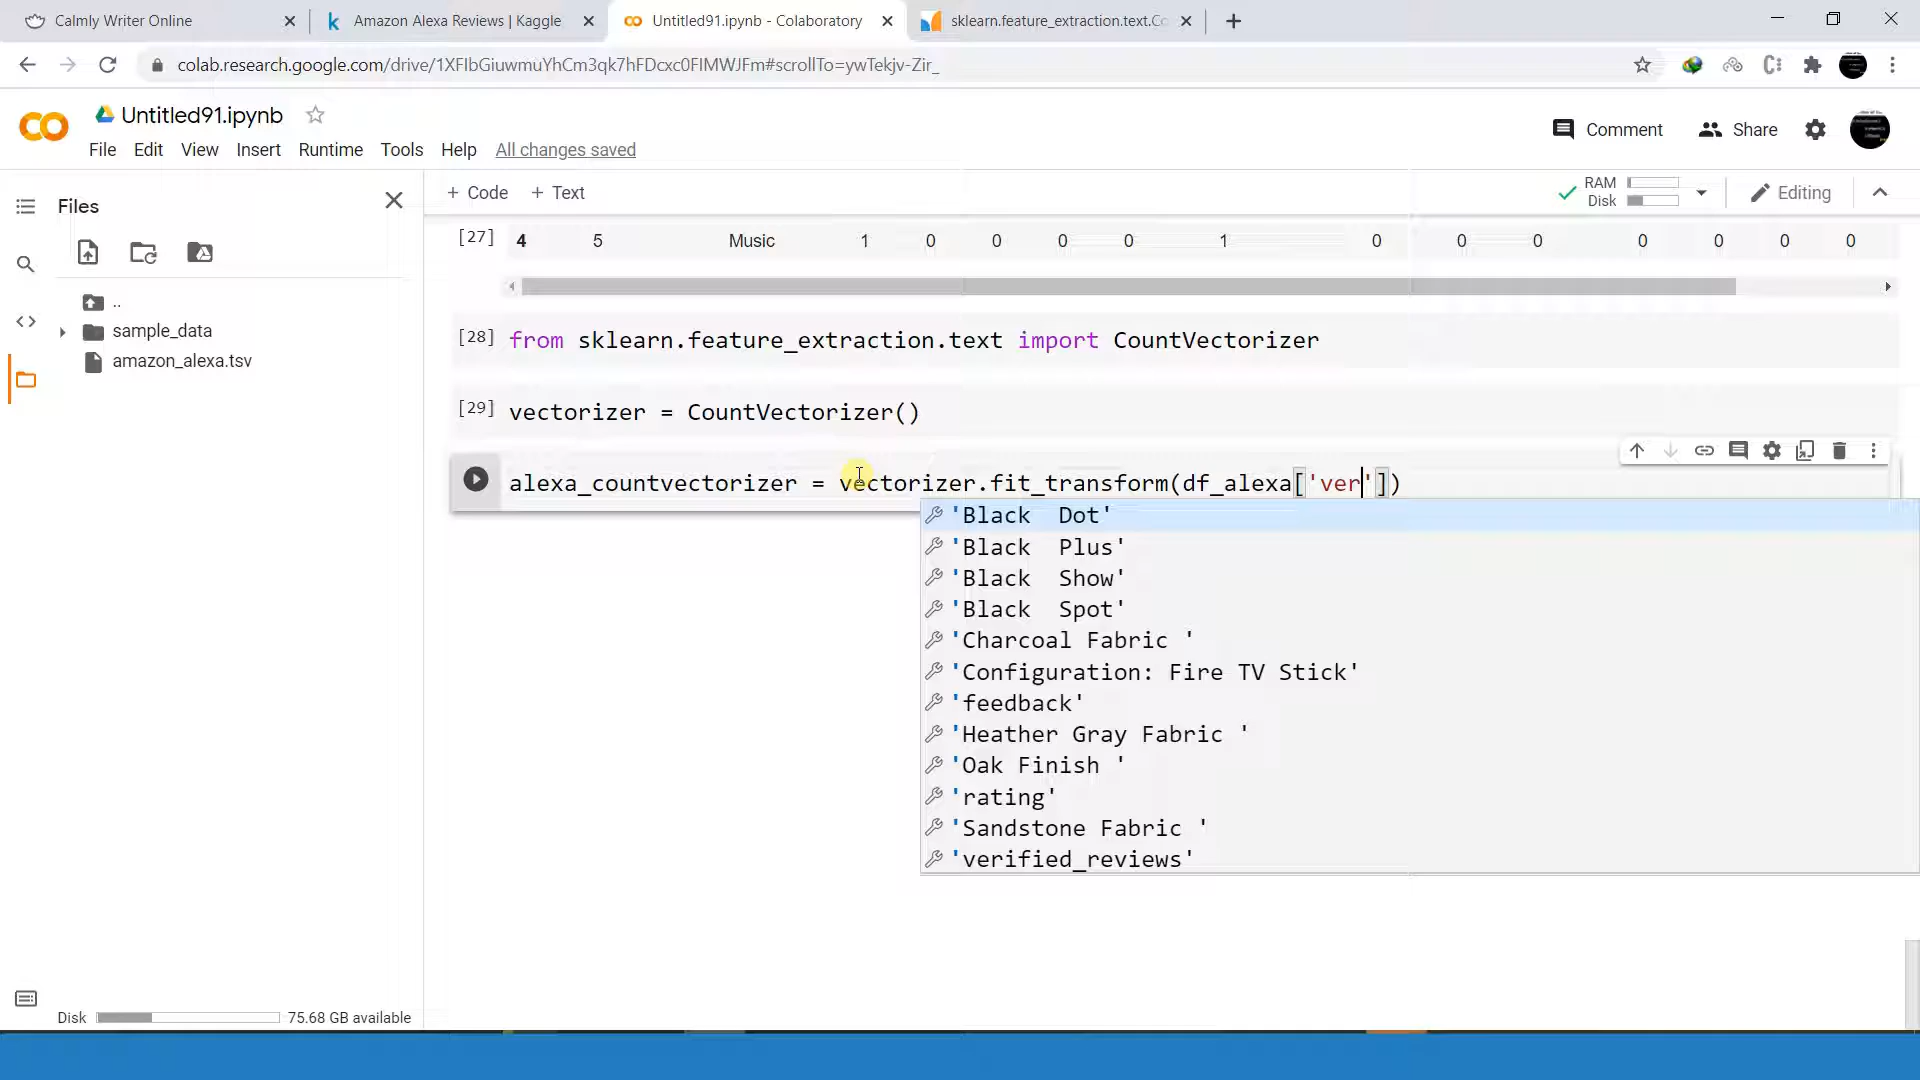 Calmly Writer Online
Amazon Alexa Reviews | Kaggle
Untitled91.ipynb - Colaboratory
sklearn.feature_extraction.text.Co
colab.research.google.com/drive/1XFIbGiuwmuYhCm3qk7hFDcxc0FIMWJFm#scrollTo=ywTekjv-Zir_
Untitled91.ipynb
Comment
Share
File Edit View Insert Runtime Tools Help All changes saved
Files
+ Code + Text
RAM
Disk
Editing
..
sample_data
amazon_alexa.tsv
[27] 4 5 Music 1 0 0 0 0 1 0 0 0 0 0 0 0
[28] from sklearn.feature_extraction.text import CountVectorizer
[29] vectorizer = CountVectorizer()
alexa_countvectorizer = vectorizer.fit_transform(df_alexa['ver'])
'Black  Dot'
'Black  Plus'
'Black  Show'
'Black  Spot'
'Charcoal Fabric '
'Configuration: Fire TV Stick'
'feedback'
'Heather Gray Fabric '
'Oak Finish '
'rating'
'Sandstone Fabric '
'verified_reviews'
Disk 75.68 GB available